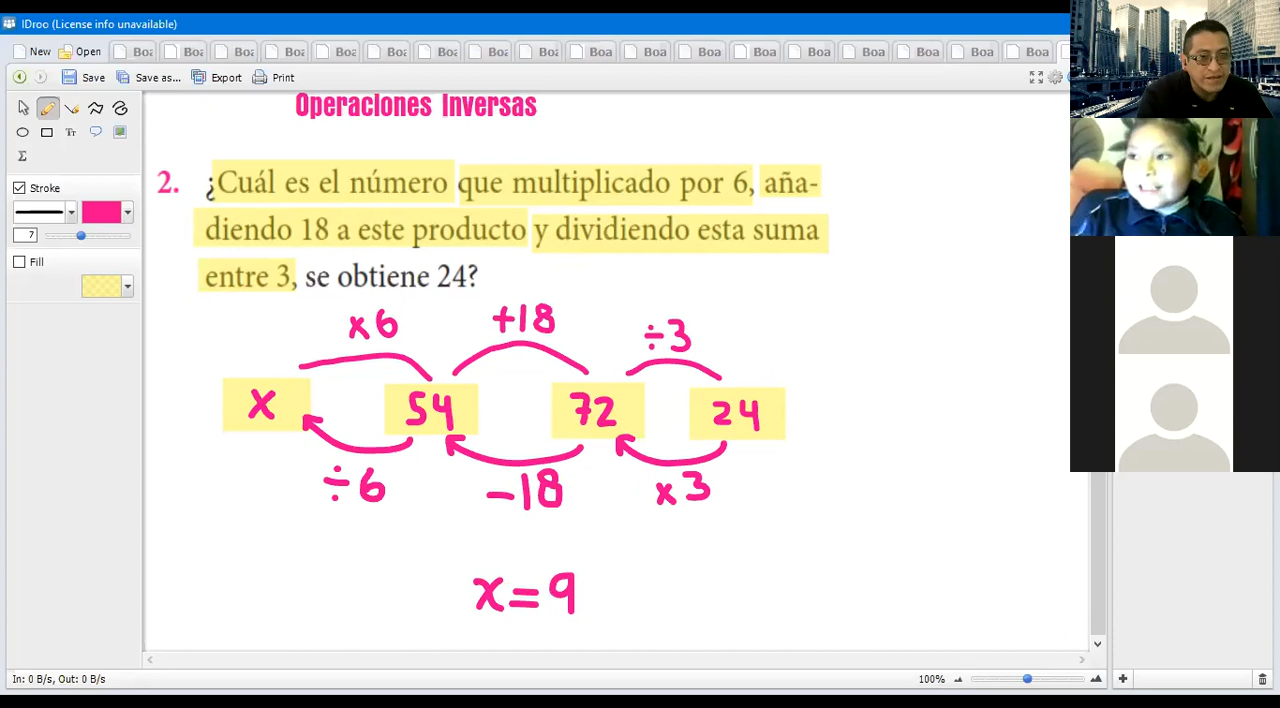 IDroo (License info unavailable)
New Open Boa Boa Boa Boa Boa Boa Boa Boa Boa Boa Boa Boa Boa Boa Boa Boa Boa Boa
Save Save as... Export Print
Operaciones Inversas
Stroke
7
Fill
2. ¿Cuál es el número que multiplicado por 6, aña-
diendo 18 a este producto y dividiendo esta suma
entre 3, se obtiene 24?
x6 +18 ÷3
x 54 72 24
÷6 -18 x3
x=9
In: 0 B/s, Out: 0 B/s 100%